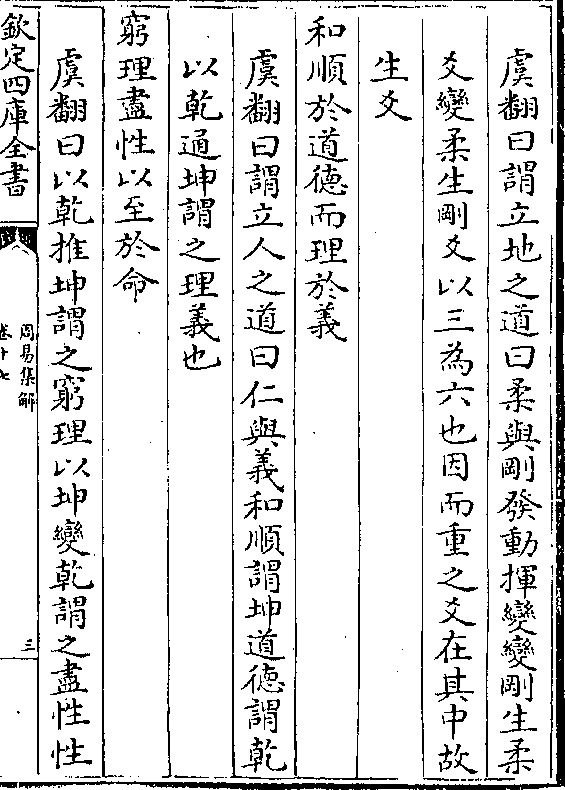 虞翻曰謂立地之道曰柔與剛發動揮變變剛生柔
爻變柔生剛爻以三為六也因而重之爻在其中故
生爻
和順於道德而理於義
虞翻曰謂立人之道曰仁與義和順謂坤道德謂乾
以乾通坤謂之理義也
窮理盡性以至於命
虞翻曰以乾推坤謂之窮理以坤變乾謂之盡性性
欽定四庫全書
周易集解
卷十七
三